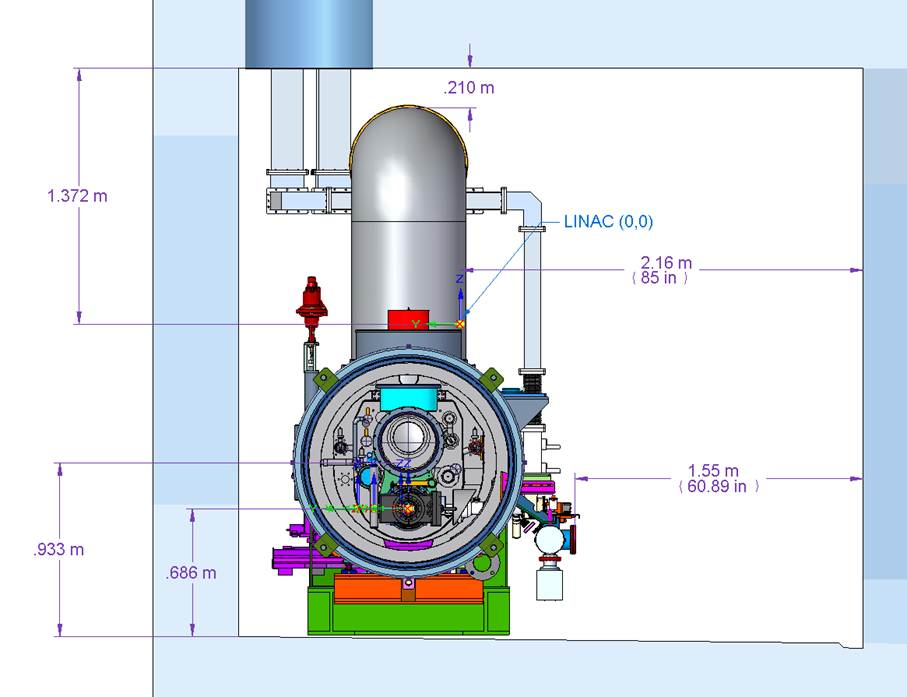 .210 m
1.372 m
LINAC (0,0)
2.16 m
( 85 in )
Z
Y
1.55 m
( 60.89 in )
.933 m
.686 m